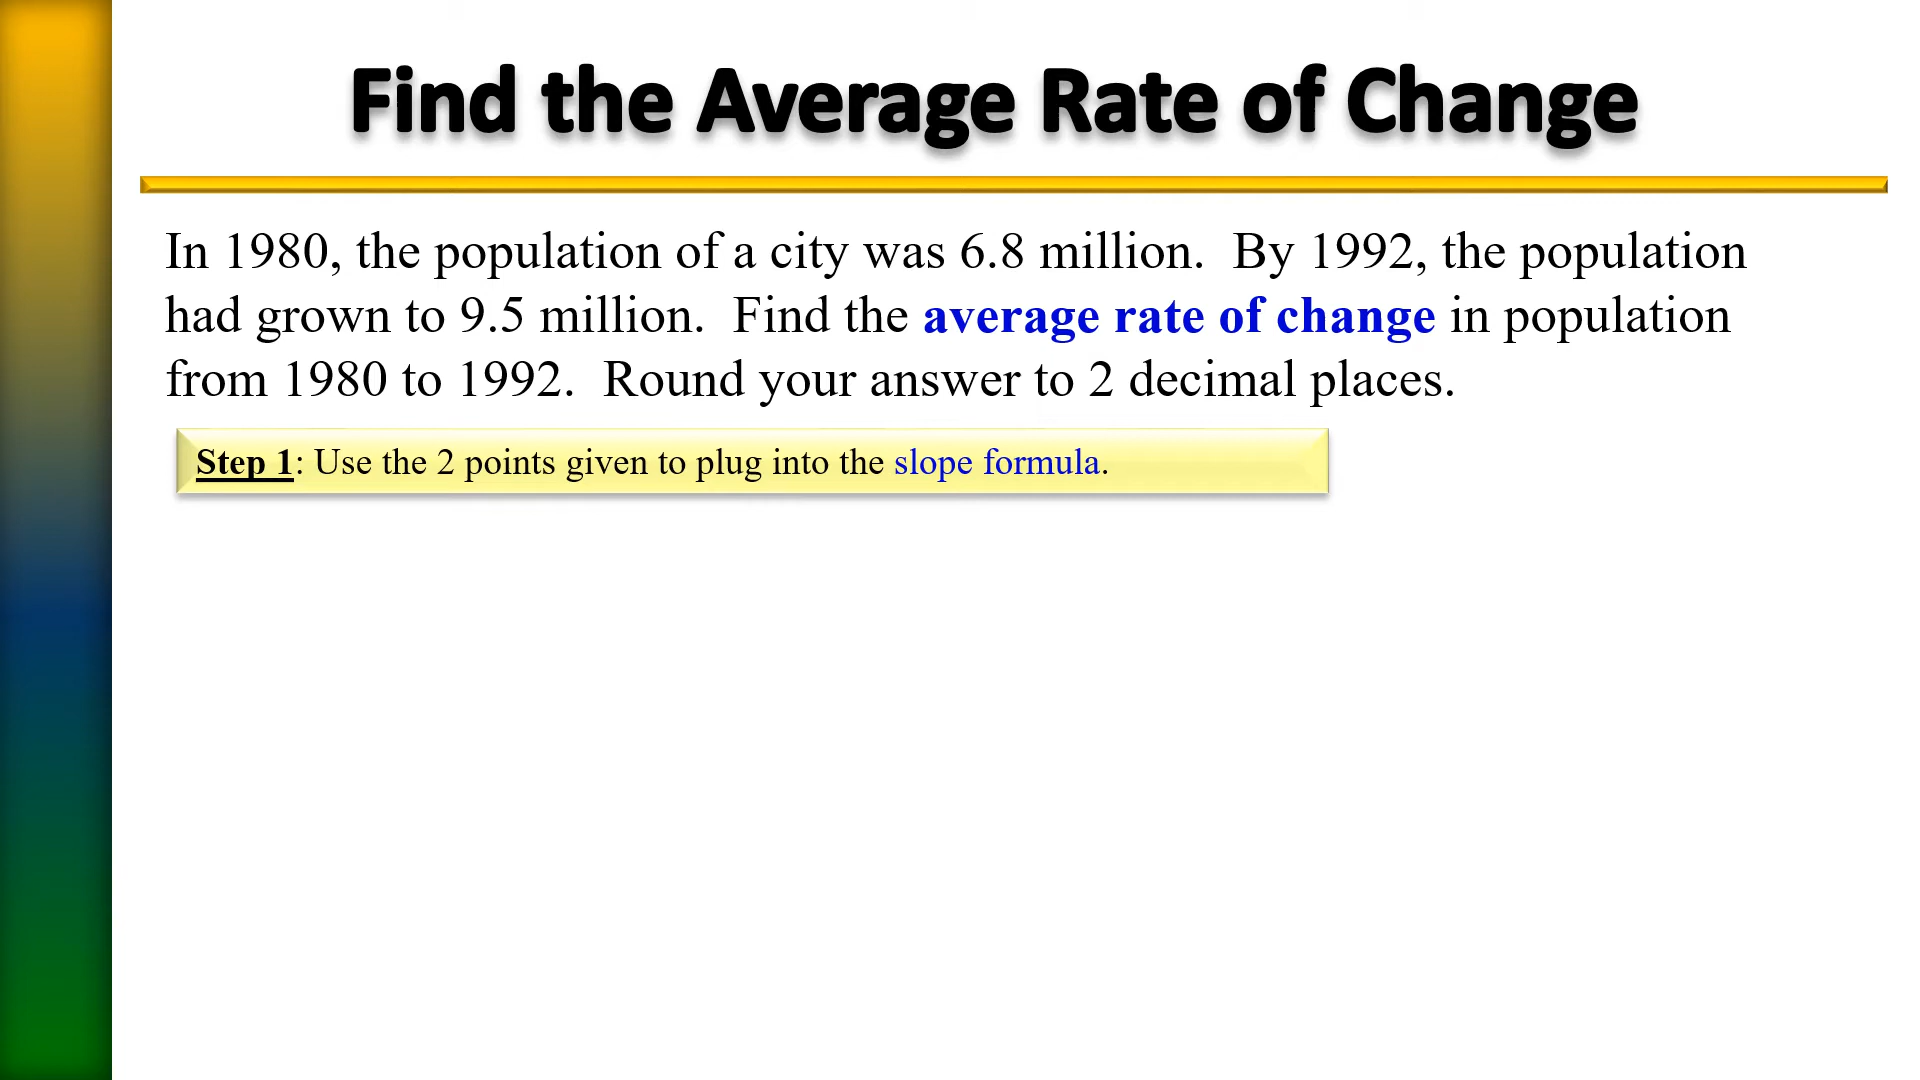 Find the Average Rate of Change
In 1980, the population of a city was 6.8 million.  By 1992, the population
had grown to 9.5 million.  Find the average rate of change in population
from 1980 to 1992.  Round your answer to 2 decimal places.
Step 1: Use the 2 points given to plug into the slope formula.